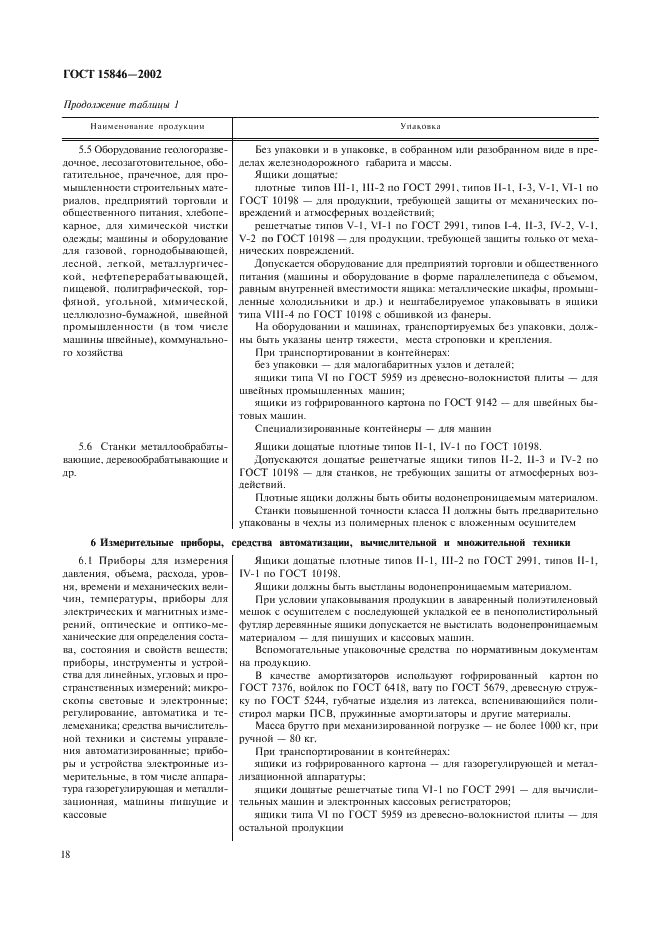 ГОСТ 15846—2002
Продолжение таблицы 1
Наименование продукции
Упаковка
5.5 Оборудование геологоразве-
дочное, лесозаготовительное, обо-
гатительное, прачечное, для про-
мышленности строительных мате-
риалов, предприятий торговли и
общественного питания, хлебопе-
карное, для химической чистки
одежды; машины и оборудование
для газовой, горнодобывающей,
лесной, легкой, металлургичес-
кой, нефтеперерабатывающей,
пищевой, полиграфической, тор-
фяной, угольной, химической,
целлюлозно-бумажной, швейной
промышленности (в том числе
машины швейные), коммунально-
го хозяйства
Без упаковки и в упаковке, в собранном или разобранном виде в пре-
делах железнодорожного габарита и массы.
Ящики дощатые:
плотные типов III-1, III-2 по ГОСТ 2991, типов II-1, I-3, V-1, VI-1 по
ГОСТ 10198 — для продукции, требующей защиты от механических по-
вреждений и атмосферных воздействий;
решетчатые типов V-1, VI-1 по ГОСТ 2991, типов I-4, II-3, IV-2, V-1,
V-2 по ГОСТ 10198 — для продукции, требующей защиты только от меха-
нических повреждений.
Допускается оборудование для предприятий торговли и общественного
питания (машины и оборудование в форме параллелепипеда с объемом,
равным внутренней вместимости ящика: металлические шкафы, промыш-
ленные холодильники и др.) и нештабелируемое упаковывать в ящики
типа VIII-4 по ГОСТ 10198 с обшивкой из фанеры.
На оборудовании и машинах, транспортируемых без упаковки, долж-
ны быть указаны центр тяжести, места строповки и крепления.
При транспортировании в контейнерах:
без упаковки — для малогабаритных узлов и деталей;
ящики типа VI по ГОСТ 5959 из древесно-волокнистой плиты — для
швейных промышленных машин;
ящики из гофрированного картона по ГОСТ 9142 — для швейных бы-
товых машин.
Специализированные контейнеры — для машин
5.6 Станки металлообрабаты-
вающие, деревообрабатывающие и
др.
Ящики дощатые плотные типов II-1, IV-1 по ГОСТ 10198.
Допускаются дощатые решетчатые ящики типов II-2, II-3 и IV-2 по
ГОСТ 10198 — для станков, не требующих защиты от атмосферных воз-
действий.
Плотные ящики должны быть обиты водонепроницаемым материалом.
Станки повышенной точности класса П должны быть предварительно
упакованы в чехлы из полимерных пленок с вложенным осушителем
6 Измерительные приборы, средства автоматизации, вычислительной и множительной техники
6.1 Приборы для измерения
давления, объема, расхода, уров-
ня, времени и механических вели-
чин, температуры, приборы для
электрических и магнитных изме-
рений, оптические и оптико-ме-
ханические для определения соста-
ва, состояния и свойств веществ;
приборы, инструменты и устрой-
ства для линейных, угловых и про-
странственных измерений; микро-
скопы световые и электронные;
регулирование, автоматика и те-
лемеханика; средства вычислитель-
ной техники и системы управле-
ния автоматизированные; прибо-
ры и устройства электронные из-
мерительные, в том числе аппара-
тура газорегулирующая и металли-
зационная, машины пишущие и
кассовые
Ящики дощатые плотные типов II-1, III-2 по ГОСТ 2991, типов II-1,
IV-1 по ГОСТ 10198.
Ящики должны быть выстланы водонепроницаемым материалом.
При условии упаковывания продукции в заваренный полиэтиленовый
мешок с осушителем с последующей укладкой ее в пенополистирольный
футляр деревянные ящики допускается не выстилать водонепроницаемым
материалом — для пишущих и кассовых машин.
Вспомогательные упаковочные средства по нормативным документам
на продукцию.
В качестве амортизаторов используют гофрированный картон по
ГОСТ 7376, войлок по ГОСТ 6418, вату по ГОСТ 5679, древесную струж-
ку по ГОСТ 5244, губчатые изделия из латекса, вспенивающийся поли-
стирол марки ПСВ, пружинные амортизаторы и другие материалы.
Масса брутто при механизированной погрузке — не более 1000 кг, при
ручной — 80 кг.
При транспортировании в контейнерах:
ящики из гофрированного картона — для газорегулирующей и метал-
лизационной аппаратуры;
ящики дощатые решетчатые типа VI-1 по ГОСТ 2991 — для вычисли-
тельных машин и электронных кассовых регистраторов;
ящики типа VI по ГОСТ 5959 из древесно-волокнистой плиты — для
остальной продукции
18